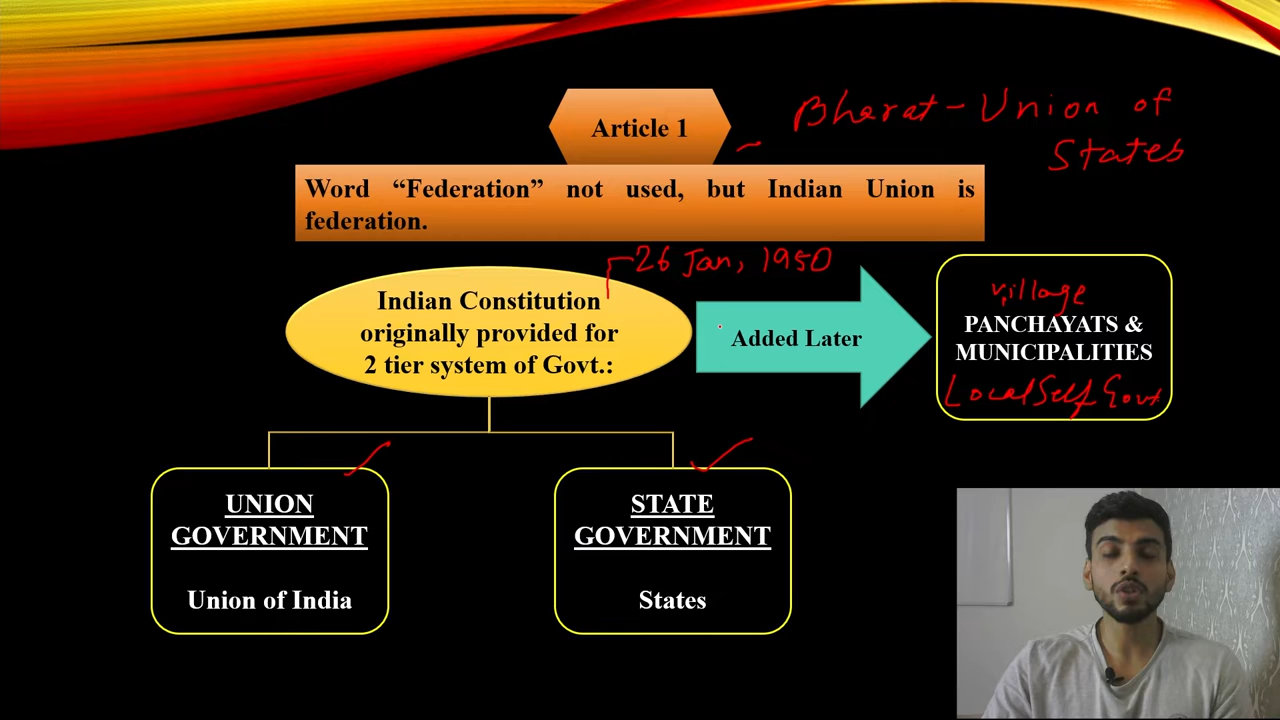 Article 1
Bharat - Union of
States
Word “Federation” not used, but Indian Union is
federation.
26 Jan, 1950
Indian Constitution
originally provided for
2 tier system of Govt.:
Added Later
village
PANCHAYATS &
MUNICIPALITIES
Local Self Govt
UNION
GOVERNMENT
Union of India
STATE
GOVERNMENT
States